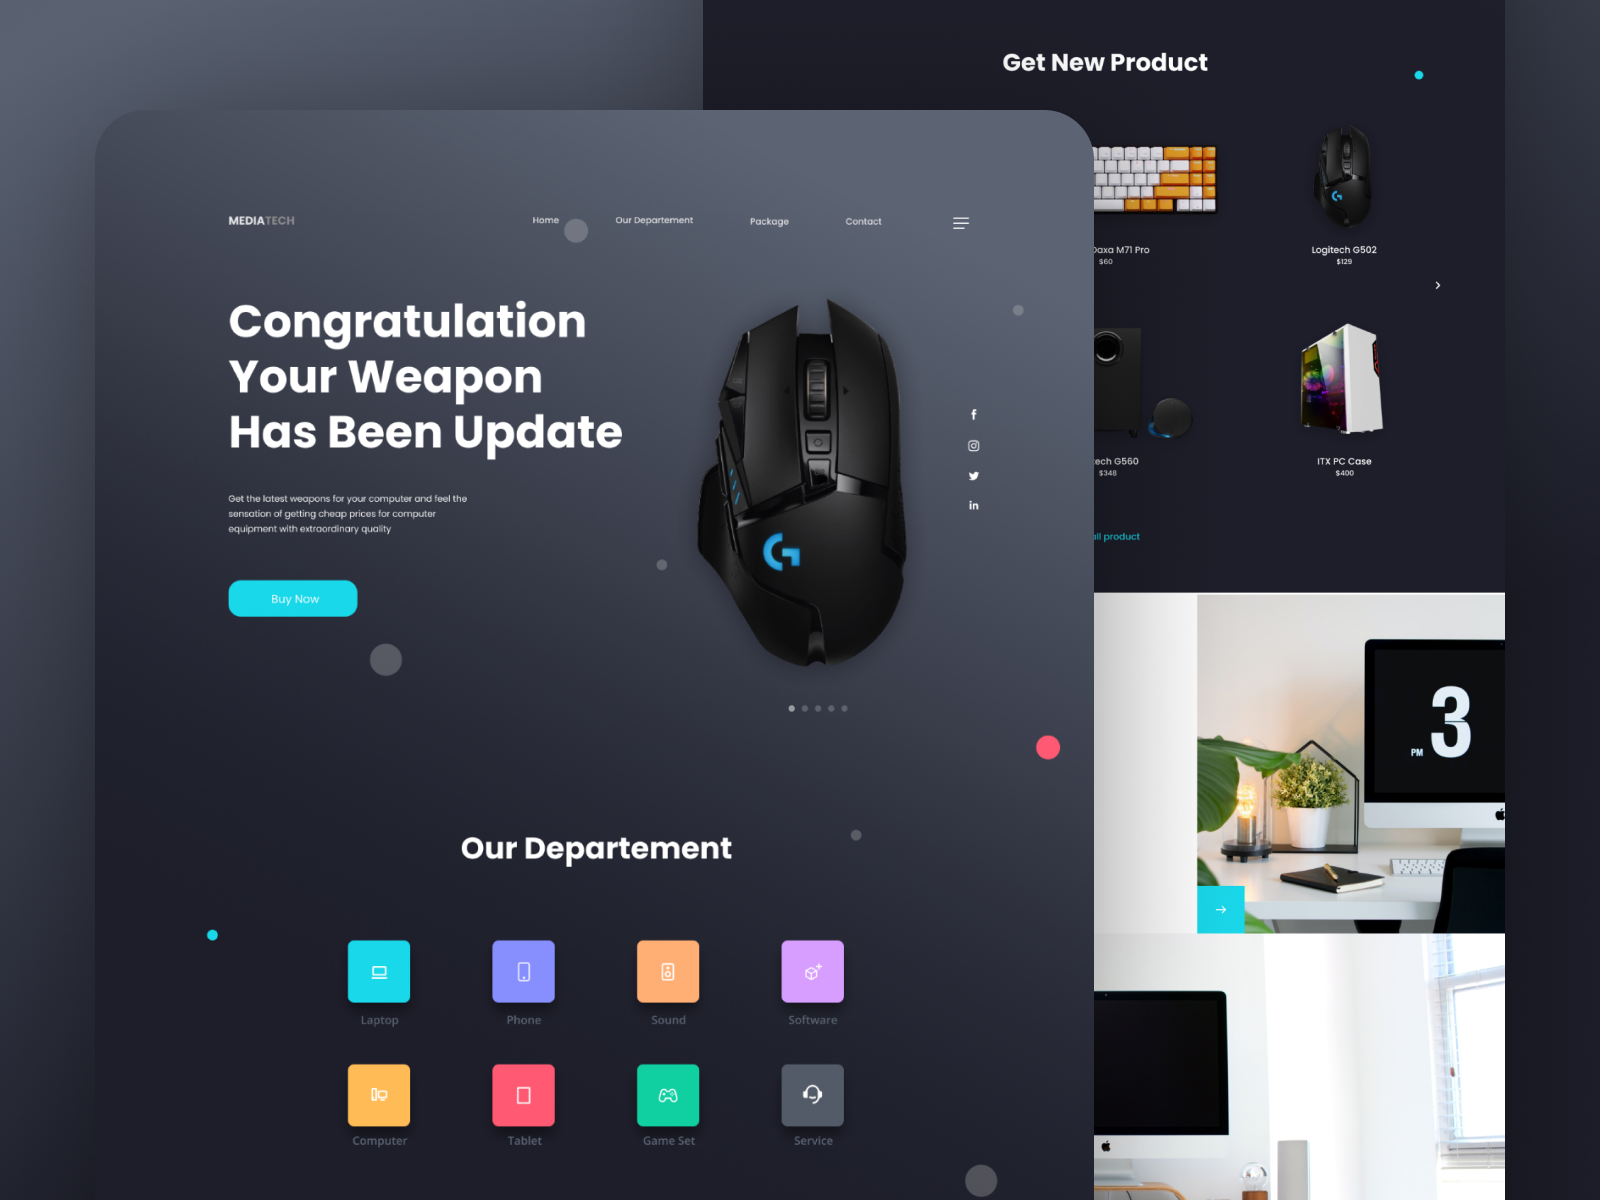 MEDIATECH
Home
Our Departement
Package
Contact
Congratulation
Your Weapon
Has Been Update
Get the latest weapons for your computer and feel the
sensation of getting cheap prices for computer
equipment with extraordinary quality
Buy Now
Our Departement
Laptop
Phone
Sound
Software
Computer
Tablet
Game Set
Service
Get New Product
Daxa M71 Pro
$60
Logitech G502
$129
tech G560
$348
ITX PC Case
$400
all product
PM 3